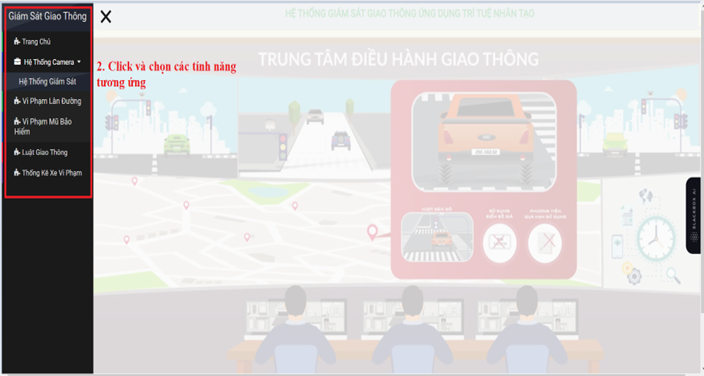 Giám Sát Giao Thông
HỆ THỐNG GIÁM SÁT GIAO THÔNG ỨNG DỤNG TRÍ TUỆ NHÂN TẠO
Trang Chủ
Hệ Thống Camera
Hệ Thống Giám Sát
Vi Phạm Làn Đường
Vi Phạm Mũ Bảo
Hiểm
Luật Giao Thông
Thống Kê Xe Vi Phạm
2. Click và chọn các tính năng
tương ứng
TRUNG TÂM ĐIỀU HÀNH GIAO THÔNG
BLACKBOX AI